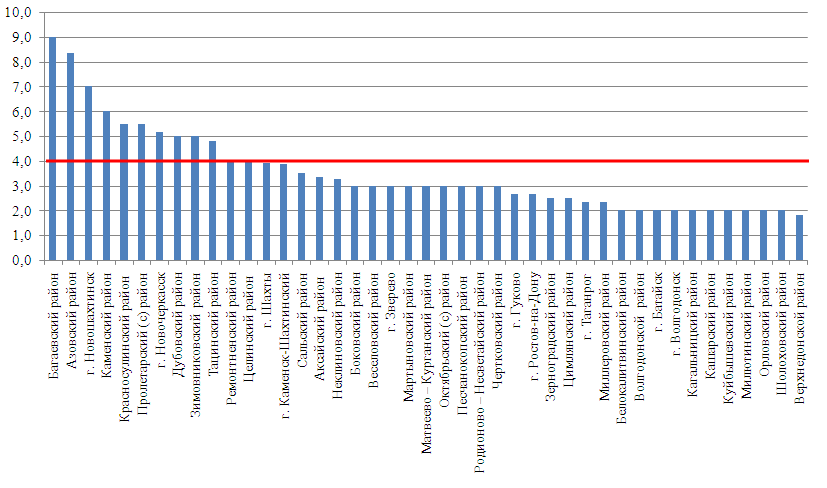 10,0
9,0
8,0
7,0
6,0
5,0
4,0
3,0
2,0
1,0
0,0
Багаевский район
Азовский район
г. Новошахтинск
Каменский район
Красносулинский район
Пролетарский (с) район
г. Новочеркасск
Дубовский район
Зимовниковский район
Тацинский район
Ремонтненский район
Целинский район
г. Шахты
г. Каменск-Шахтинский
Сальский район
Аксайский район
Неклиновский район
Боковский район
Веселовский район
г. Зверево
Мартыновский район
Матвеево – Курганский район
Октябрьский (с) район
Песчанокопский район
Родионово – Несветайский район
Чертковский район
г. Гуково
г. Ростов-на-Дону
Зерноградский район
Цимлянский район
г. Таганрог
Миллеровский район
Белокалитвинский район
Волгодонской район
г. Батайск
г. Волгодонск
Кагальницкий район
Кашарский район
Куйбышевский район
Милютинский район
Орловский район
Шолоховский район
Верхнедонской район